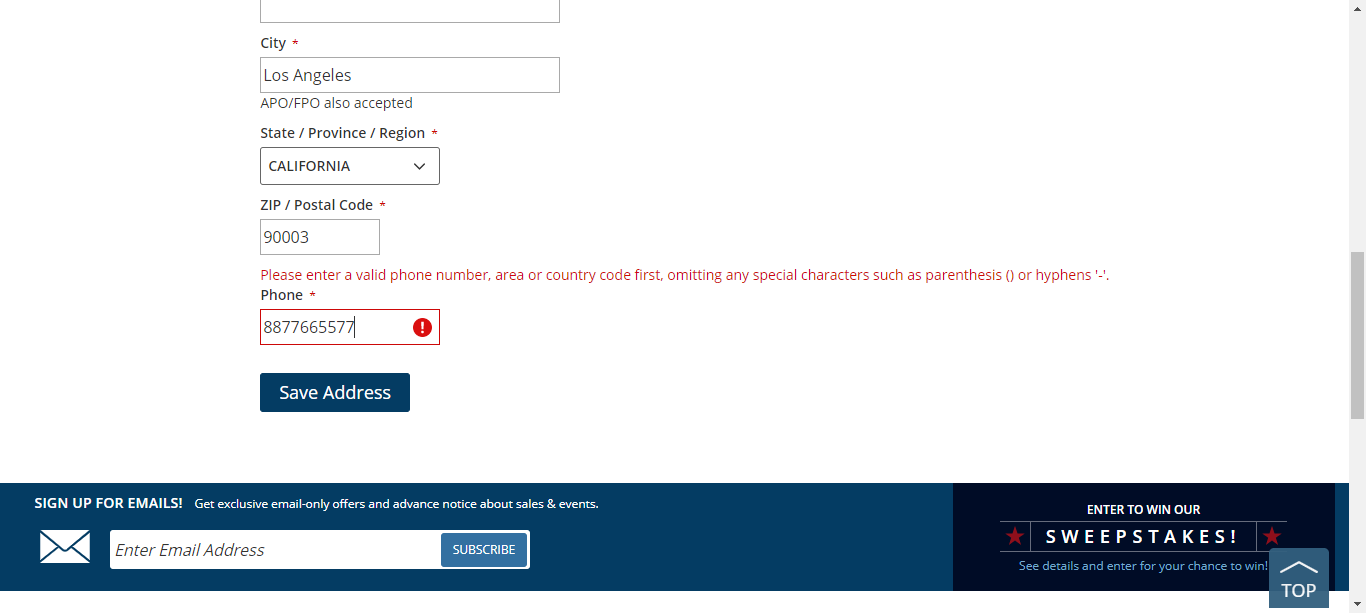 City *
Los Angeles
APO/FPO also accepted
State / Province / Region *
CALIFORNIA
ZIP / Postal Code *
90003
Please enter a valid phone number, area or country code first, omitting any special characters such as parenthesis () or hyphens '-'.
Phone *
8877665577
Save Address
SIGN UP FOR EMAILS! Get exclusive email-only offers and advance notice about sales & events.
Enter Email Address
SUBSCRIBE
ENTER TO WIN OUR
SWEEPSTAKES!
See details and enter for your chance to win!
TOP